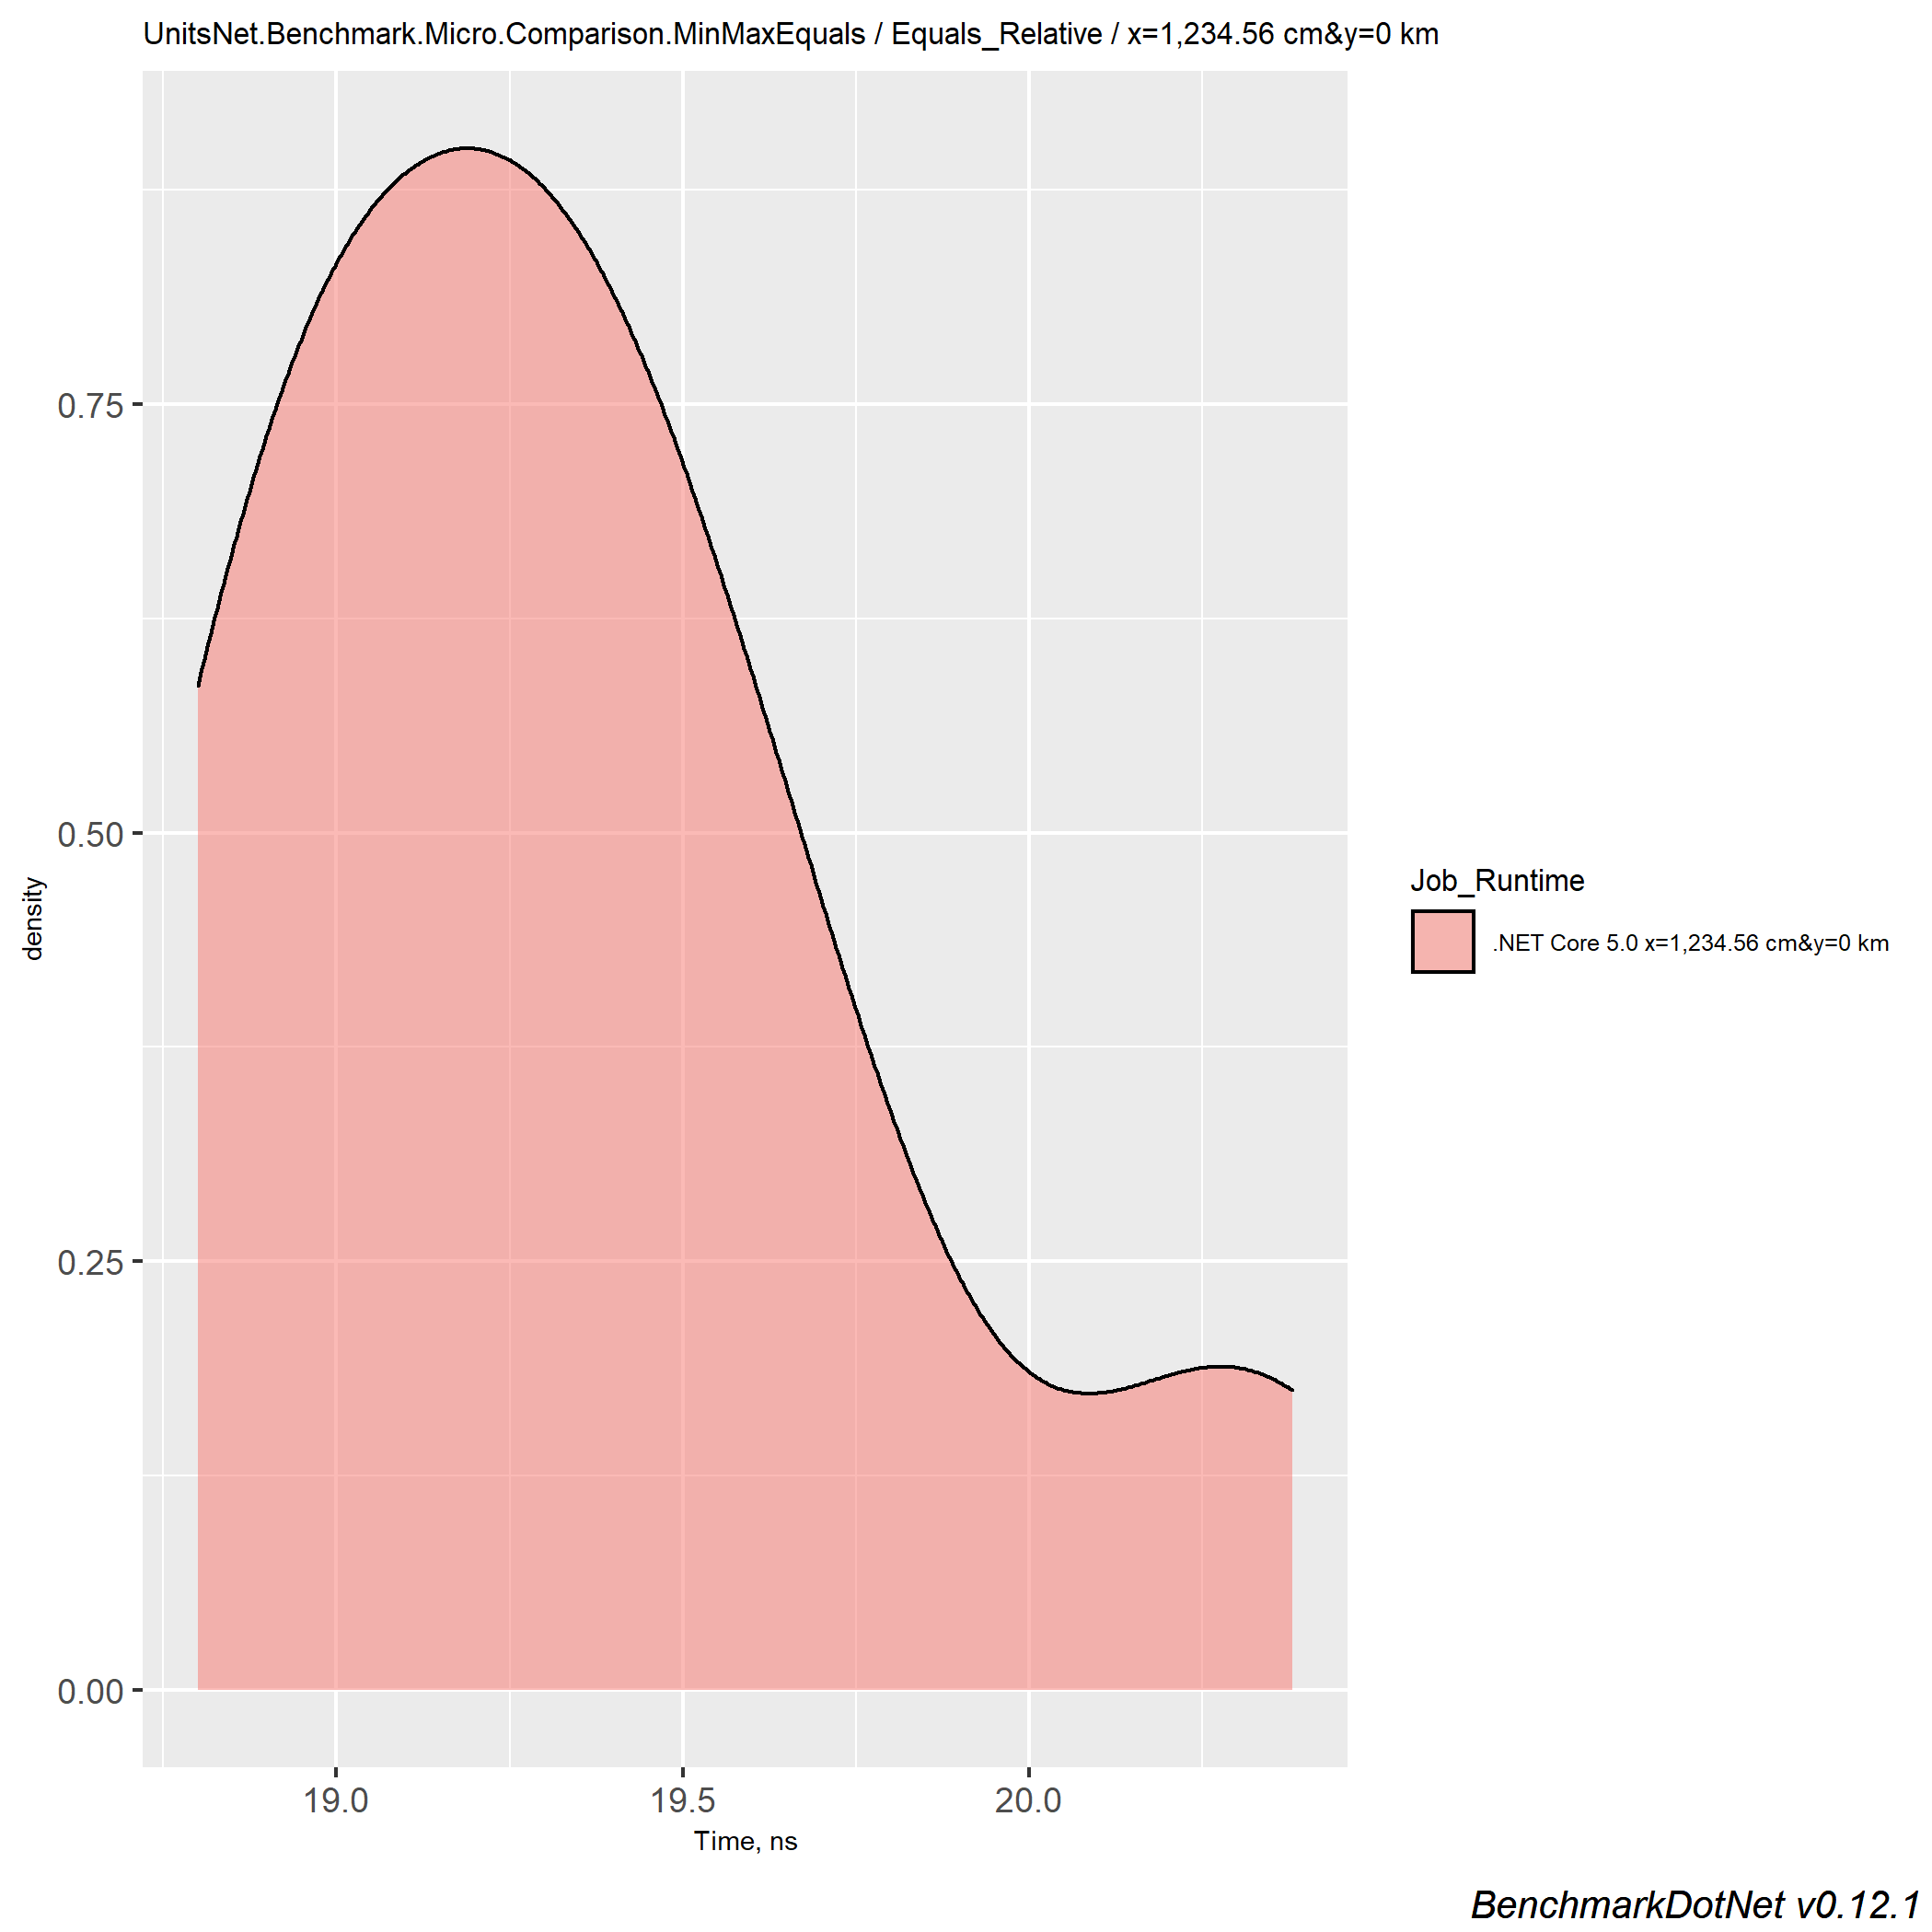 UnitsNet.Benchmark.Micro.Comparison.MinMaxEquals / Equals_Relative / x=1,234.56 cm&y=0 km
0.75
0.50
0.25
0.00
density
19.0 19.5 20.0
Time, ns
Job_Runtime
.NET Core 5.0 x=1,234.56 cm&y=0 km
BenchmarkDotNet v0.12.1